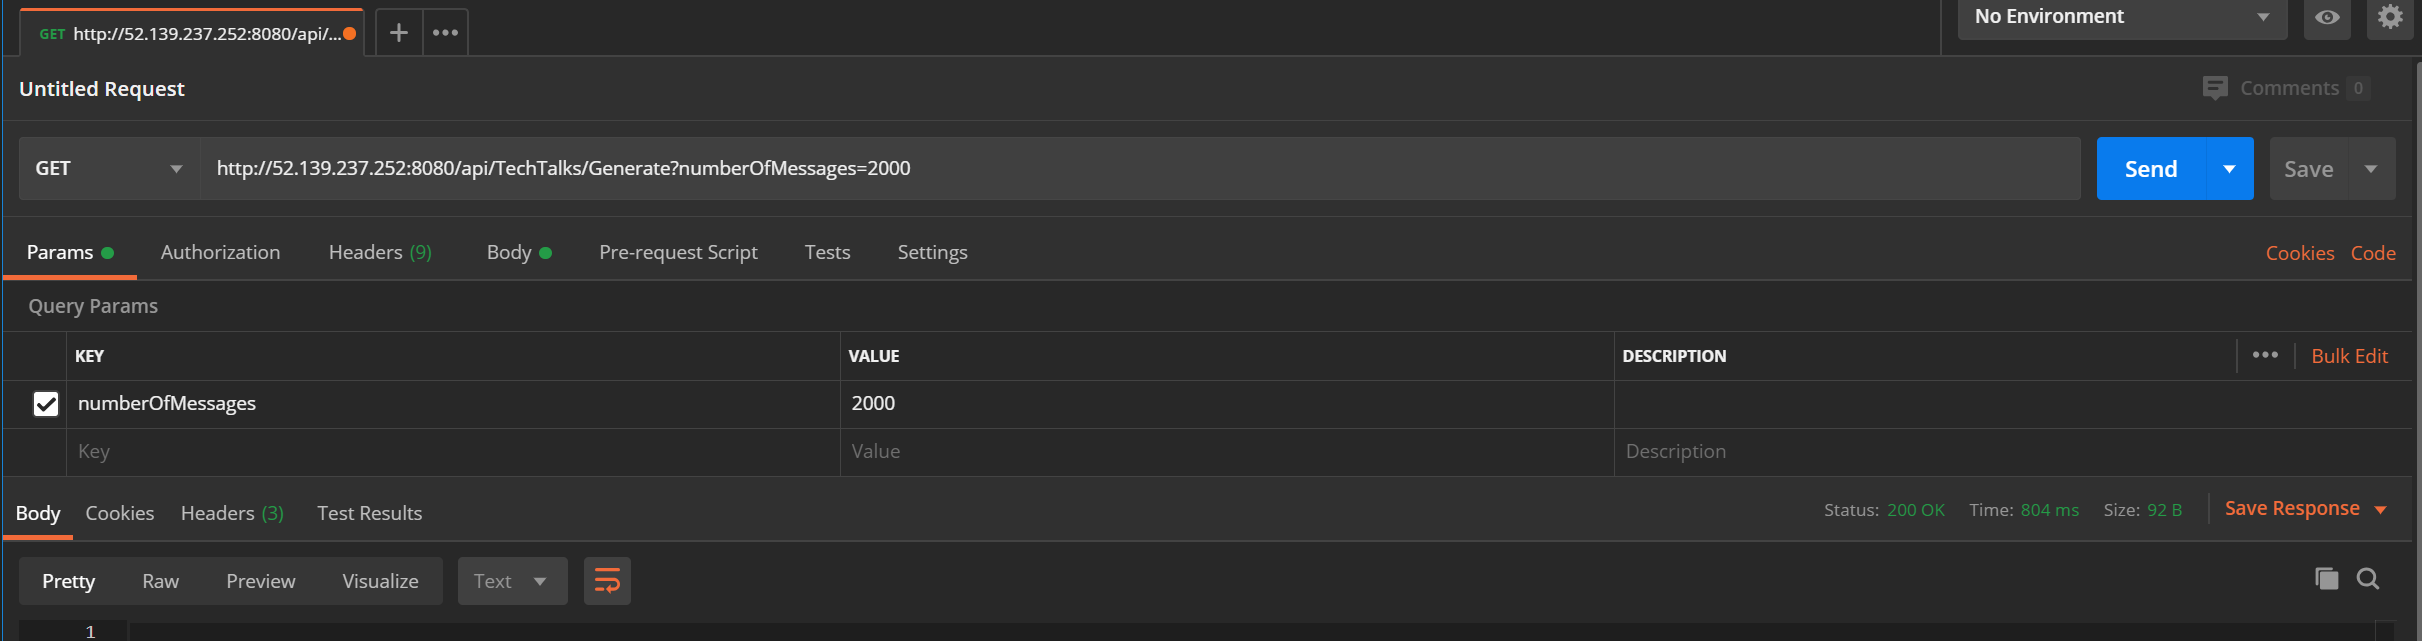 GET http://52.139.237.252:8080/api/... No Environment
Untitled Request Comments 0
GET http://52.139.237.252:8080/api/TechTalks/Generate?numberOfMessages=2000 Send Save
Params Authorization Headers (9) Body Pre-request Script Tests Settings Cookies Code
Query Params
KEY VALUE DESCRIPTION Bulk Edit
numberOfMessages 2000
Key Value Description
Body Cookies Headers (3) Test Results Status: 200 OK Time: 804 ms Size: 92 B Save Response
Pretty Raw Preview Visualize Text
1